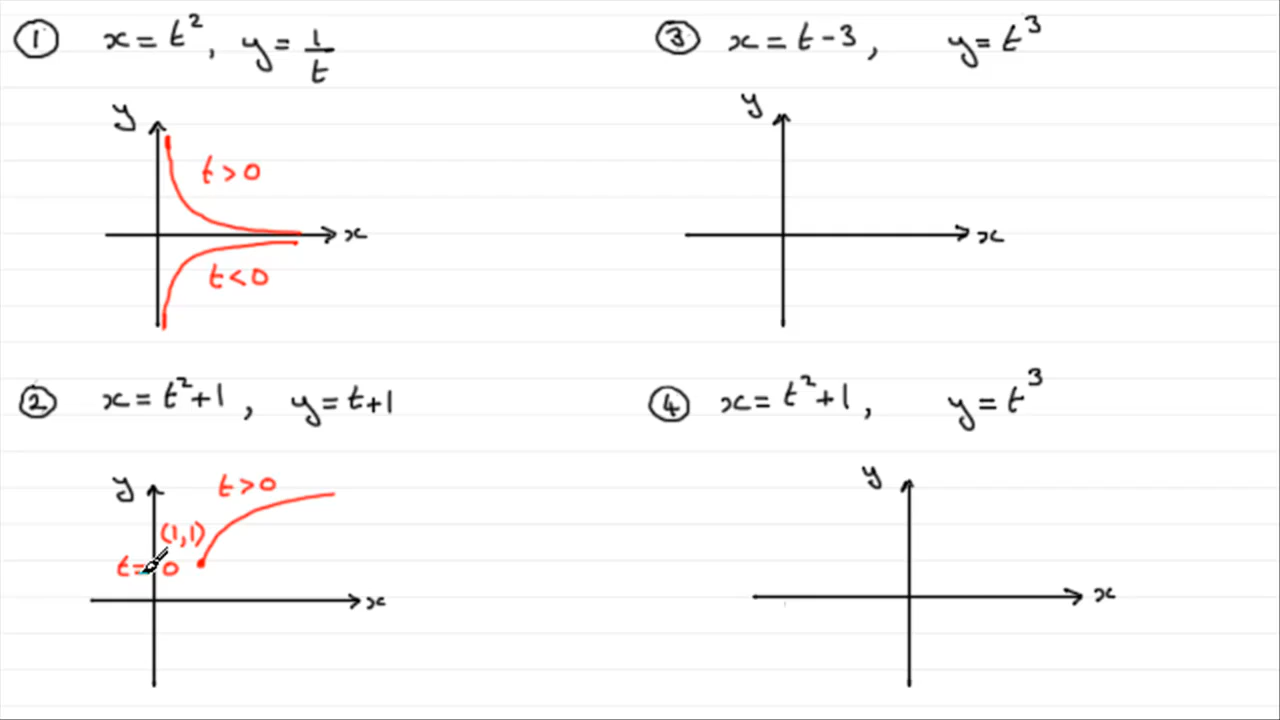 ① x = t², y = 1/t
y
t > 0
x
t < 0
② x = t²+1, y = t+1
y
t > 0
(1,1)
t = 0
x
③ x = t-3, y = t³
y
x
④ x = t²+1, y = t³
y
x